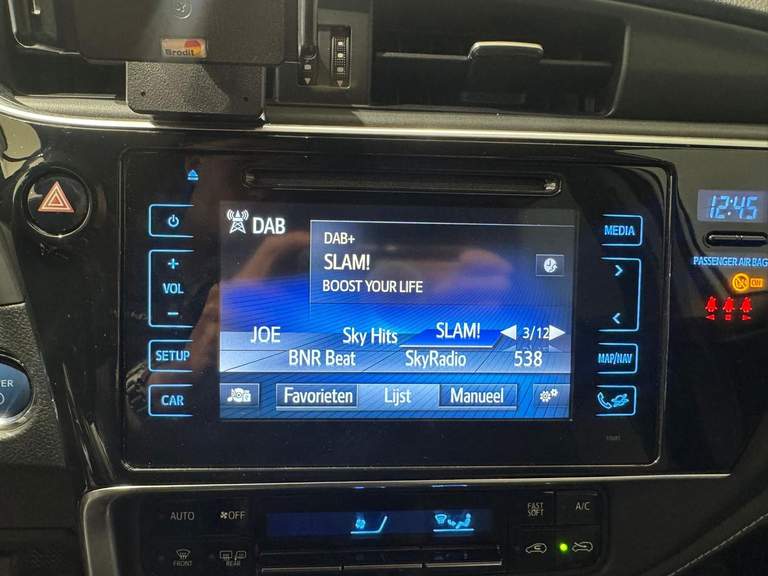 Brodit
12:45
PASSENGER AIR BAG
ON
DAB
DAB+
SLAM!
BOOST YOUR LIFE
JOE Sky Hits SLAM! 3/12
BNR Beat SkyRadio 538
Favorieten Lijst Manueel
VOL
SETUP
CAR
MEDIA
MAP/NAV
AUTO OFF
FRONT REAR
FAST
SOFT
A/C